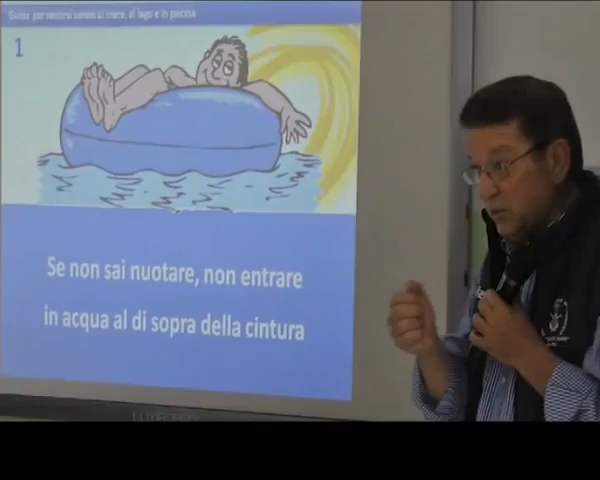 Guida per recarsi sereni al mare, al lago e in piscina
1
Se non sai nuotare, non entrare
in acqua al di sopra della cintura